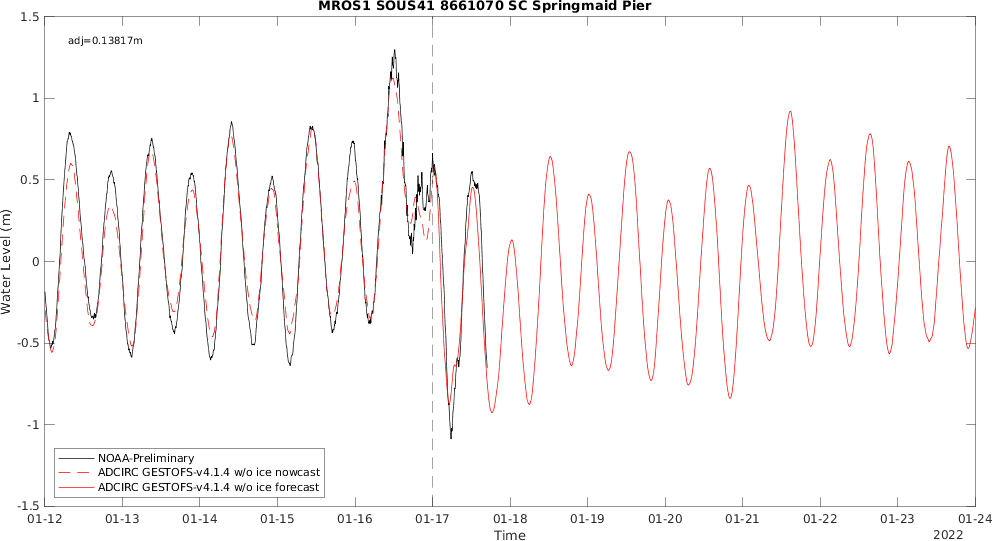 MROS1 SOUS41 8661070 SC Springmaid Pier
adj=0.13817m
1.5
1
0.5
0
-0.5
-1
-1.5
Water Level (m)
NOAA-Preliminary
ADCIRC GESTOFS-v4.1.4 w/o ice nowcast
ADCIRC GESTOFS-v4.1.4 w/o ice forecast
01-12 01-13 01-14 01-15 01-16 01-17 01-18 01-19 01-20 01-21 01-22 01-23 01-24
Time
2022